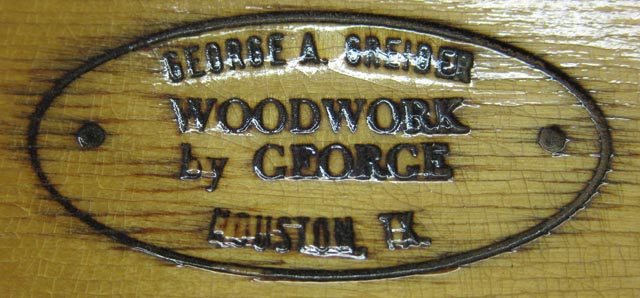 GEORGE A. GREIDER
WOODWORK
by GEORGE
HOUSTON, TX.